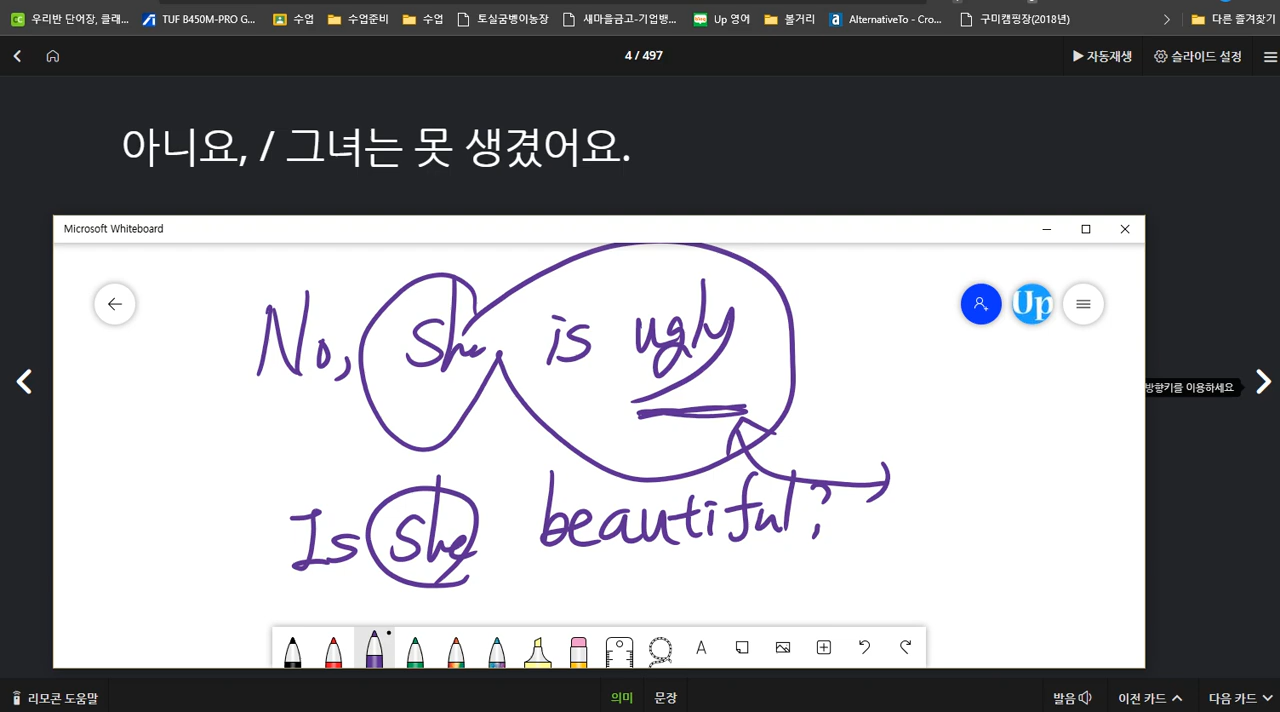 우리반 단어장, 클래... TUF B450M-PRO G... 수업 수업준비 수업 토실굼벵이농장 새마을금고-기업뱅... Up 영어 볼거리 AlternativeTo - Cro... 구미캠핑장(2018년) 다른 즐겨찾기
4 / 497 자동재생 슬라이드 설정
아니요, / 그녀는 못 생겼어요.
Microsoft Whiteboard
Up
No, She is ugly
방향키를 이용하세요
Is She beautiful?
A
리모콘 도움말 의미 문장 발음 이전 카드 다음 카드